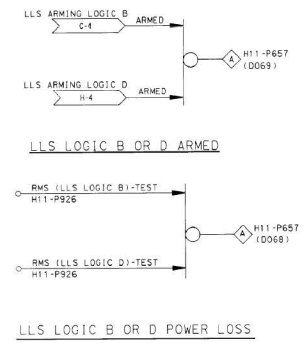 LLS ARMING LOGIC B
C-4
ARMED
A
H11-P657
(D069)
LLS ARMING LOGIC D
H-4
ARMED
LLS LOGIC B OR D ARMED
RMS (LLS LOGIC B)-TEST
H11-P926
A
H11-P657
(D068)
RMS (LLS LOGIC D)-TEST
H11-P926
LLS LOGIC B OR D POWER LOSS